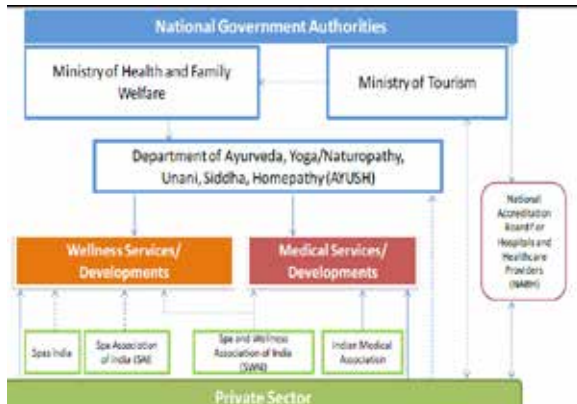 National Government Authorities
Ministry of Health and Family
Welfare
Ministry of Tourism
Department of Ayurveda, Yoga/Naturopathy,
Unani, Siddha, Homepathy (AYUSH)
National
Accreditation
Board f or
Hospitals and
Healthcare
Providers
(NABH)
Wellness Services/
Developments
Medical Services/
Developments
Spas India
Spa Association
of India (SAI)
Spa and Wellness
Association of India
(SWAI)
Indian Medical
Association
Private Sector